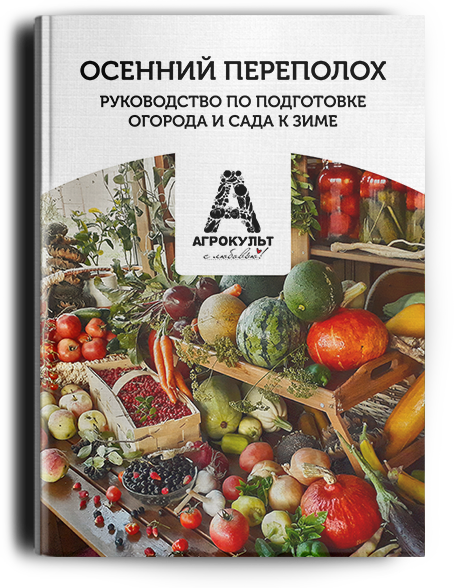 ОСЕННИЙ ПЕРЕПОЛОХ
РУКОВОДСТВО ПО ПОДГОТОВКЕ
ОГОРОДА И САДА К ЗИМЕ
А
АГРОКУЛЬТ
с любовью!